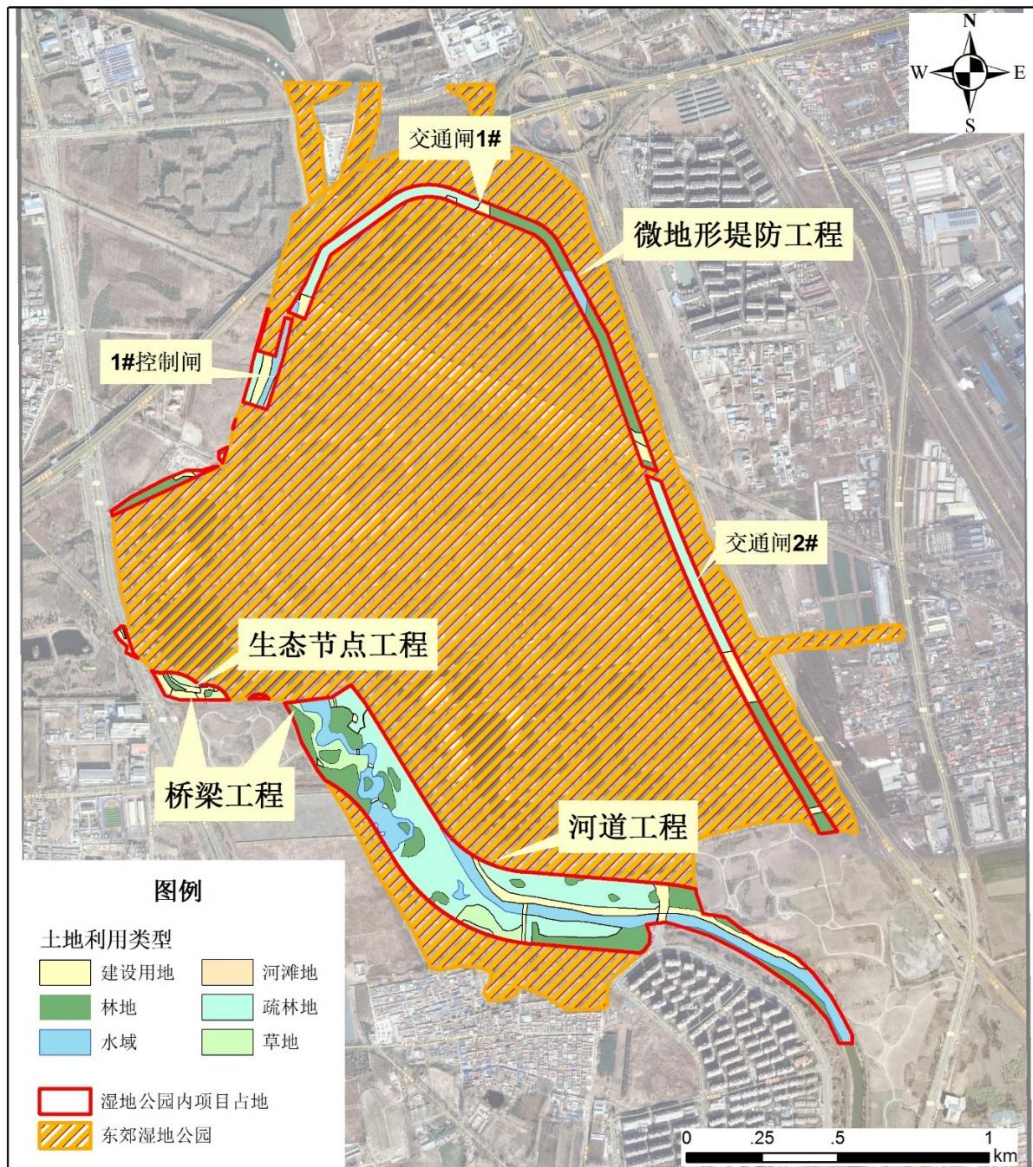 N
W E
S
交通闸1#
微地形堤防工程
1#控制闸
交通闸2#
生态节点工程
桥梁工程
河道工程
图例
土地利用类型
建设用地 河滩地
林地 疏林地
水域 草地
湿地公园内项目占地
东郊湿地公园
0 .25 .5 1
km